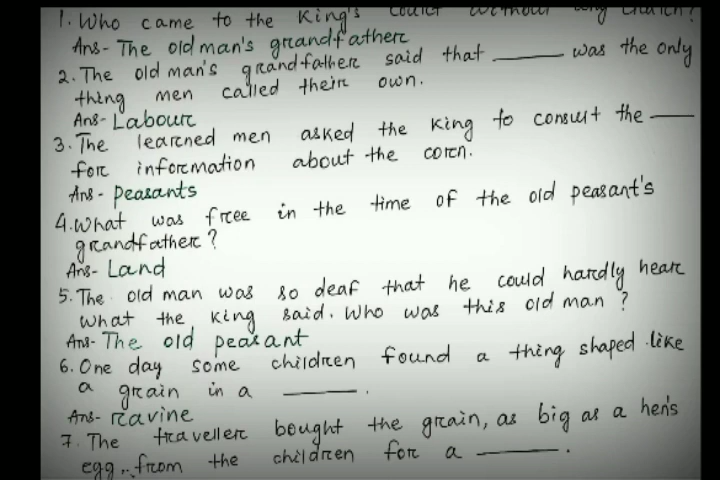 1. Who came to the King's court without any crutch?
Ans- The old man's grandfather
2. The old man's grandfather said that ______ was the only
thing men called their own.
Ans- Labour
3. The learned men asked the King to consult the ____
for information about the corn.
Ans- peasants
4. What was free in the time of the old peasant's
grandfather?
Ans- Land
5. The old man was so deaf that he could hardly hear
what the king said. Who was this old man?
Ans- The old peasant
6. One day some children found a thing shaped like
a grain in a ______.
Ans- ravine
7. The traveller bought the grain, as big as a hen's
egg, from the children for a ______.